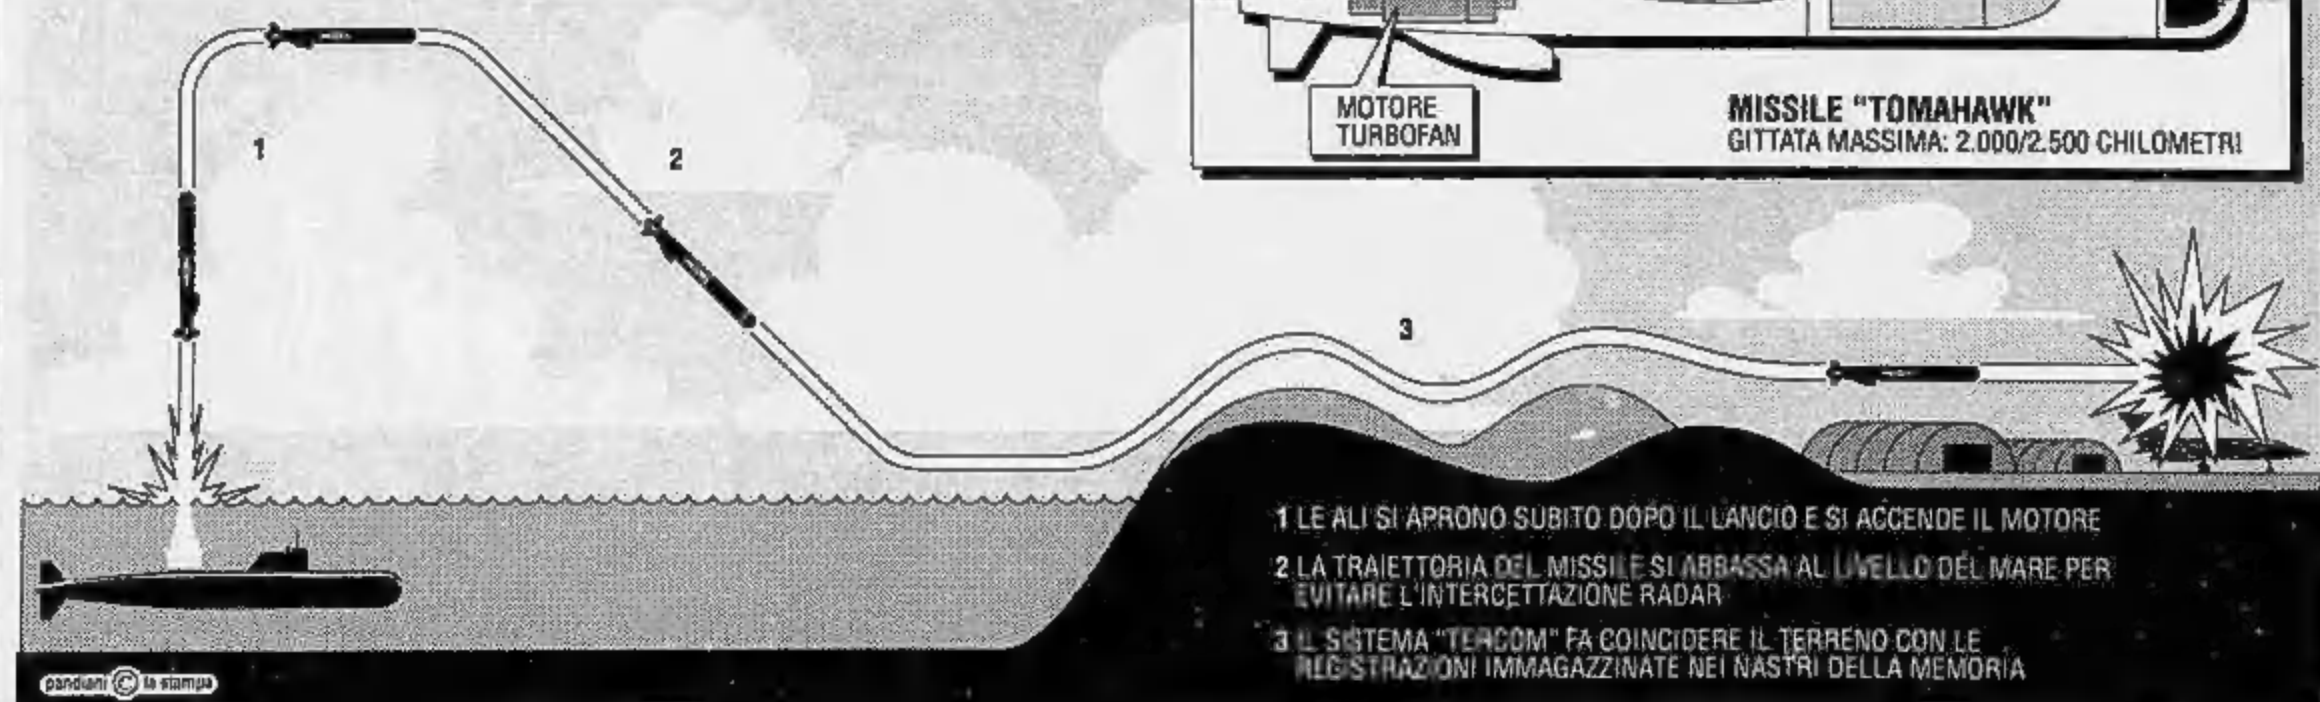 MOTORE
TURBOFAN
MISSILE "TOMAHAWK"
GITTATA MASSIMA: 2.000/2.500 CHILOMETRI
1
2
3
1 LE ALI SI APRONO SUBITO DOPO IL LANCIO E SI ACCENDE IL MOTORE
2 LA TRAIETTORIA DEL MISSILE SI ABBASSA AL LIVELLO DEL MARE PER
EVITARE L'INTERCETTAZIONE RADAR
3 IL SISTEMA "TERCOM" FA COINCIDERE IL TERRENO CON LE
REGISTRAZIONI IMMAGAZZINATE NEI NASTRI DELLA MEMORIA
pandiani © la stampa